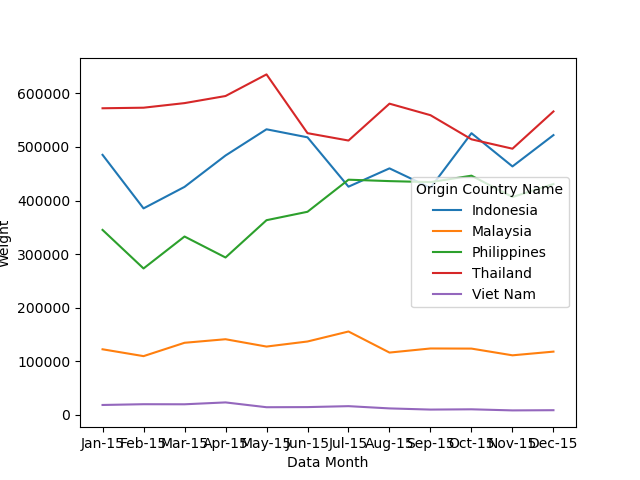 600000
500000
400000
300000
200000
100000
0
Weight
Origin Country Name
Indonesia
Malaysia
Philippines
Thailand
Viet Nam
Jan-15 Feb-15 Mar-15 Apr-15 May-15 Jun-15 Jul-15 Aug-15 Sep-15 Oct-15 Nov-15 Dec-15
Data Month